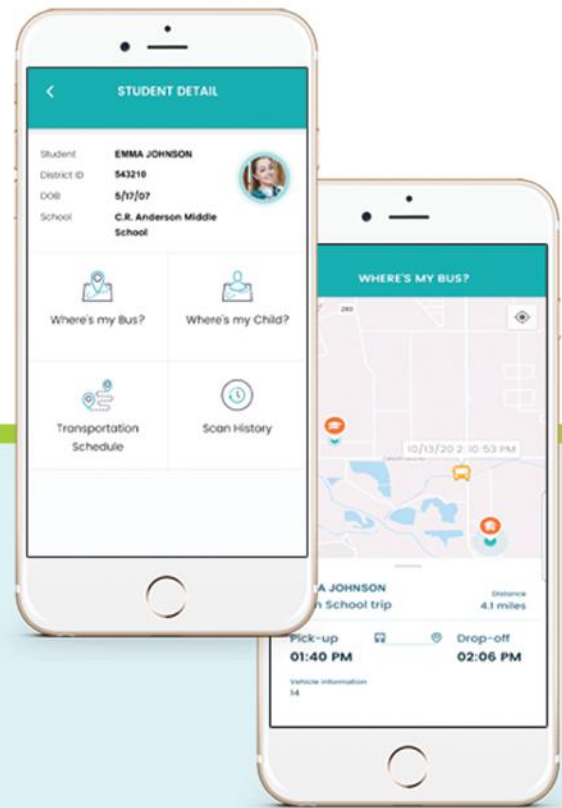 STUDENT DETAIL
Student EMMA JOHNSON
District ID 543210
DOB 5/17/07
School C.R. Anderson Middle
School
Where's my Bus? Where's my Child?
Transportation
Schedule
Scan History
WHERE'S MY BUS?
280
10/13/20 2:10:53 PM
A JOHNSON
School trip
Distance
4.1 miles
Pick-up Drop-off
01:40 PM 02:06 PM
Vehicle information
14